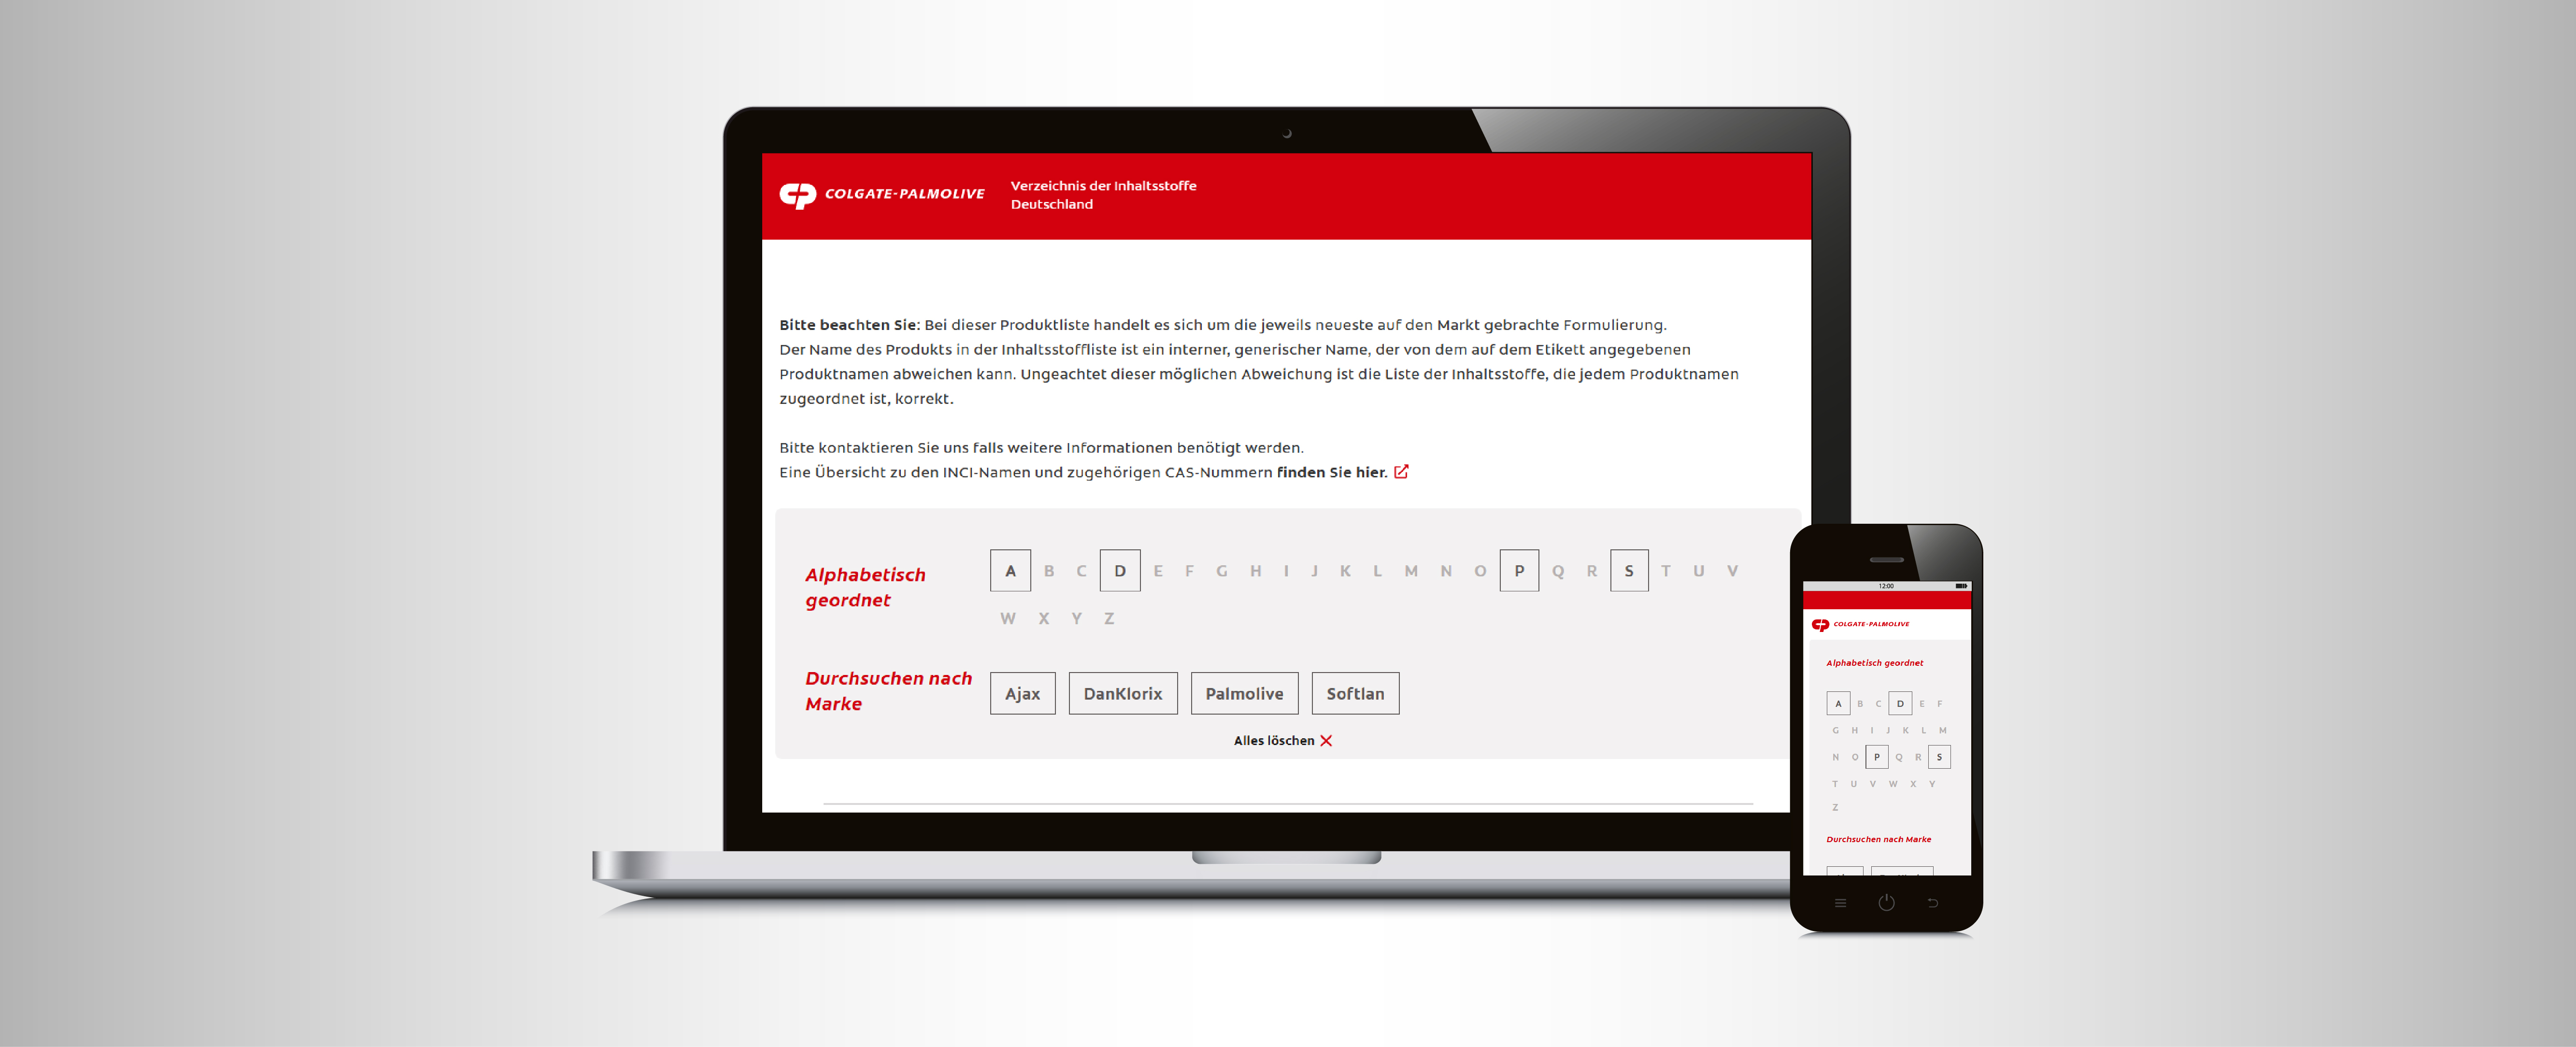 COLGATE-PALMOLIVE
Verzeichnis der Inhaltsstoffe
Deutschland
Bitte beachten Sie: Bei dieser Produktliste handelt es sich um die jeweils neueste auf den Markt gebrachte Formulierung.
Der Name des Produkts in der Inhaltsstoffliste ist ein interner, generischer Name, der von dem auf dem Etikett angegebenen
Produktnamen abweichen kann. Ungeachtet dieser möglichen Abweichung ist die Liste der Inhaltsstoffe, die jedem Produktnamen
zugeordnet ist, korrekt.
Bitte kontaktieren Sie uns falls weitere Informationen benötigt werden.
Eine Übersicht zu den INCI-Namen und zugehörigen CAS-Nummern finden Sie hier.
Alphabetisch
geordnet
A B C D E F G H I J K L M N O P Q R S T U V
W X Y Z
Durchsuchen nach
Marke
Ajax DanKlorix Palmolive Softlan
Alles löschen
12:00
COLGATE-PALMOLIVE
Alphabetisch geordnet
A B C D E F
G H I J K L M
N O P Q R S
T U V W X Y
Z
Durchsuchen nach Marke